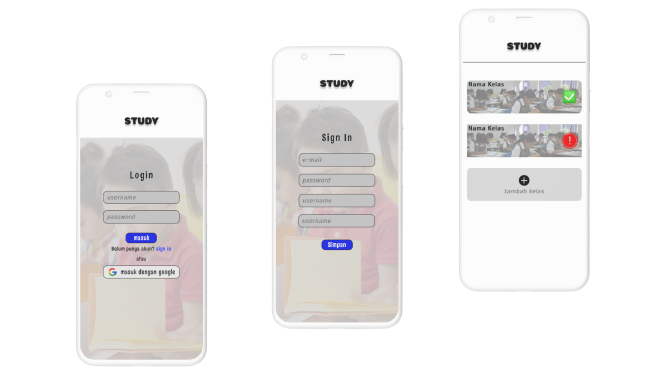 STUDY
Login
username
password
masuk
Belum punya akun? sign in
atau
masuk dengan google
STUDY
Sign In
e-mail
password
username
username
Simpan
STUDY
Nama Kelas
Nama Kelas
tambah kelas